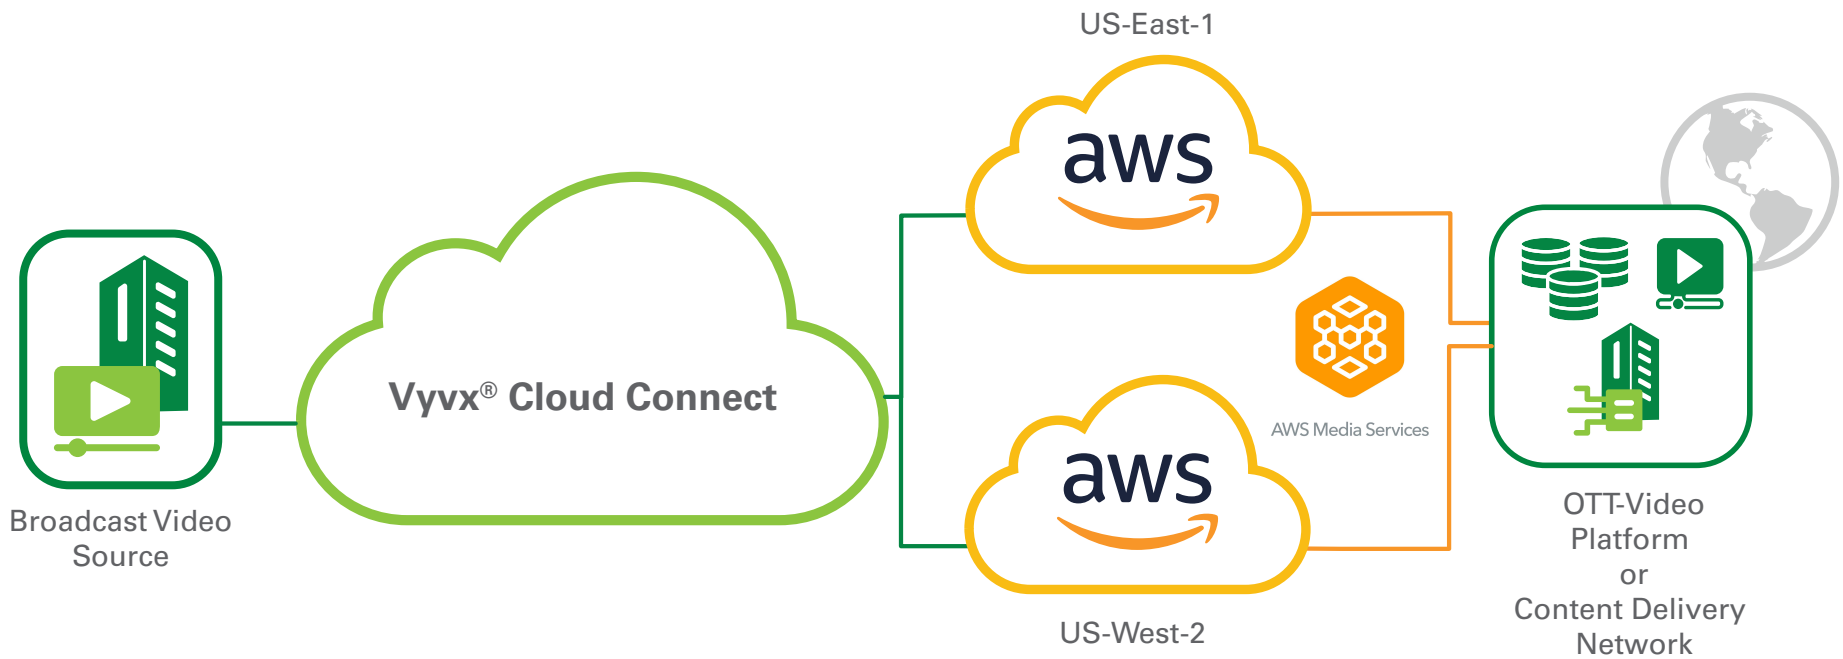 US-East-1
aws
Vyvx® Cloud Connect
AWS Media Services
aws
Broadcast Video
Source
OTT-Video
Platform
or
Content Delivery
Network
US-West-2